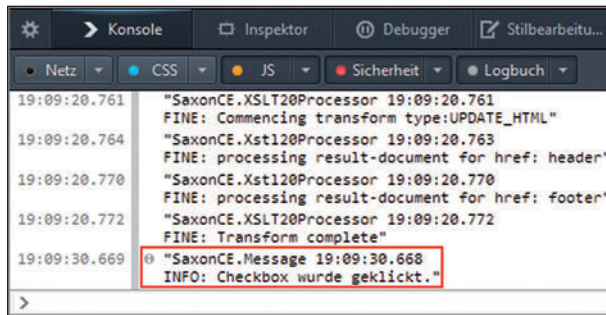 Konsole Inspektor Debugger Stilbearbeitu...
Netz CSS JS Sicherheit Logbuch
19:09:20.761 "SaxonCE.XSLT20Processor 19:09:20.761
FINE: Commencing transform type:UPDATE_HTML"
19:09:20.764 "SaxonCE.Xstl20Processor 19:09:20.763
FINE: processing result-document for href: header"
19:09:20.770 "SaxonCE.Xstl20Processor 19:09:20.770
FINE: processing result-document for href: footer"
19:09:20.772 "SaxonCE.XSLT20Processor 19:09:20.772
FINE: Transform complete"
19:09:30.669 "SaxonCE.Message 19:09:30.668
INFO: Checkbox wurde geklickt."